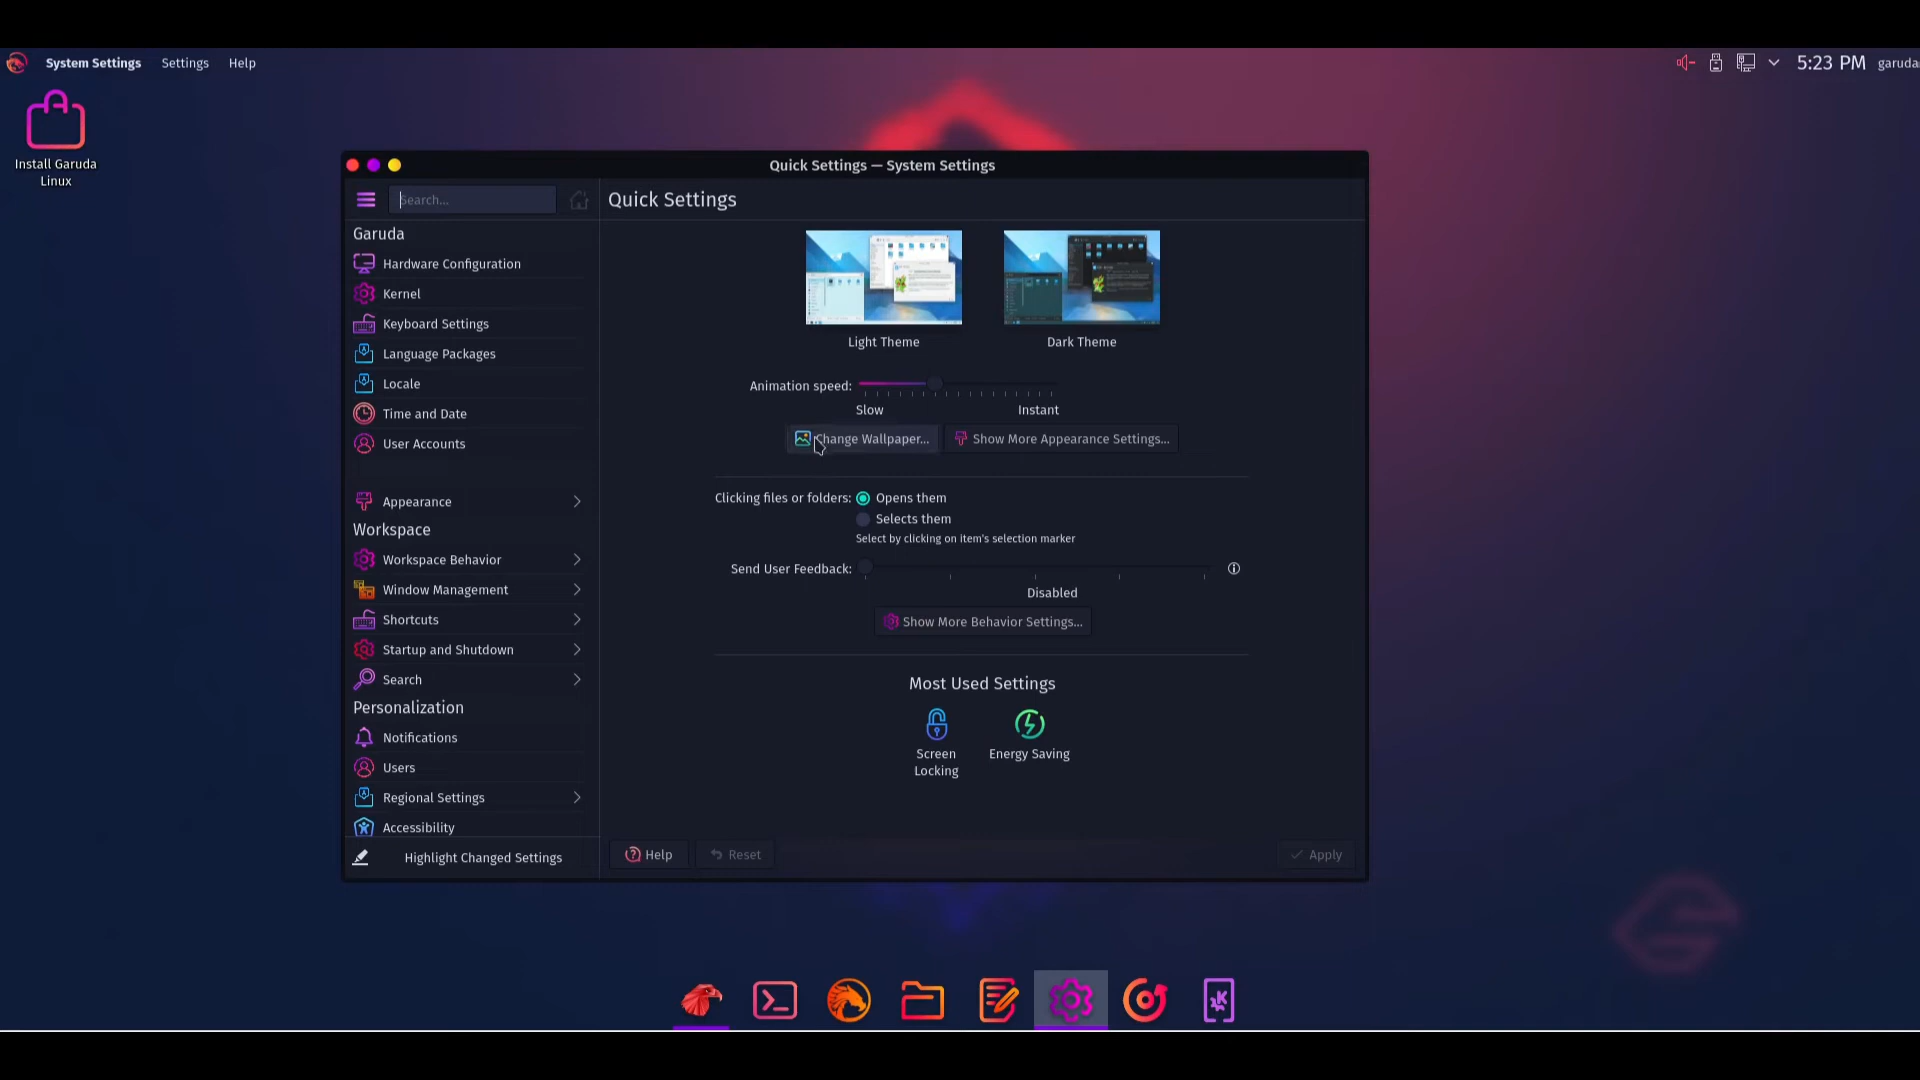 System Settings
Settings
Help
5:23 PM
garuda
Install Garuda
Linux
Quick Settings — System Settings
Search...
Quick Settings
Garuda
Hardware Configuration
Kernel
Keyboard Settings
Language Packages
Locale
Time and Date
User Accounts
Appearance
Workspace
Workspace Behavior
Window Management
Shortcuts
Startup and Shutdown
Search
Personalization
Notifications
Users
Regional Settings
Accessibility
Highlight Changed Settings
Light Theme
Dark Theme
Animation speed:
Slow
Instant
Change Wallpaper...
Show More Appearance Settings...
Clicking files or folders:
Opens them
Selects them
Select by clicking on item's selection marker
Send User Feedback:
Disabled
Show More Behavior Settings...
Most Used Settings
Screen
Locking
Energy Saving
Help
Reset
Apply